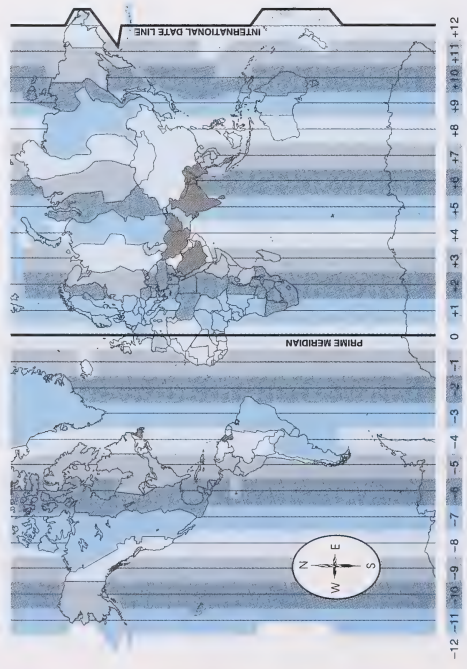 INTERNATIONAL DATE LINE
PRIME MERIDIAN
N
W E
S
−12 −11 −10 −9 −8 −7 −6 −5 −4 −3 −2 −1 0 +1 +2 +3 +4 +5 +6 +7 +8 +9 +10 +11 +12